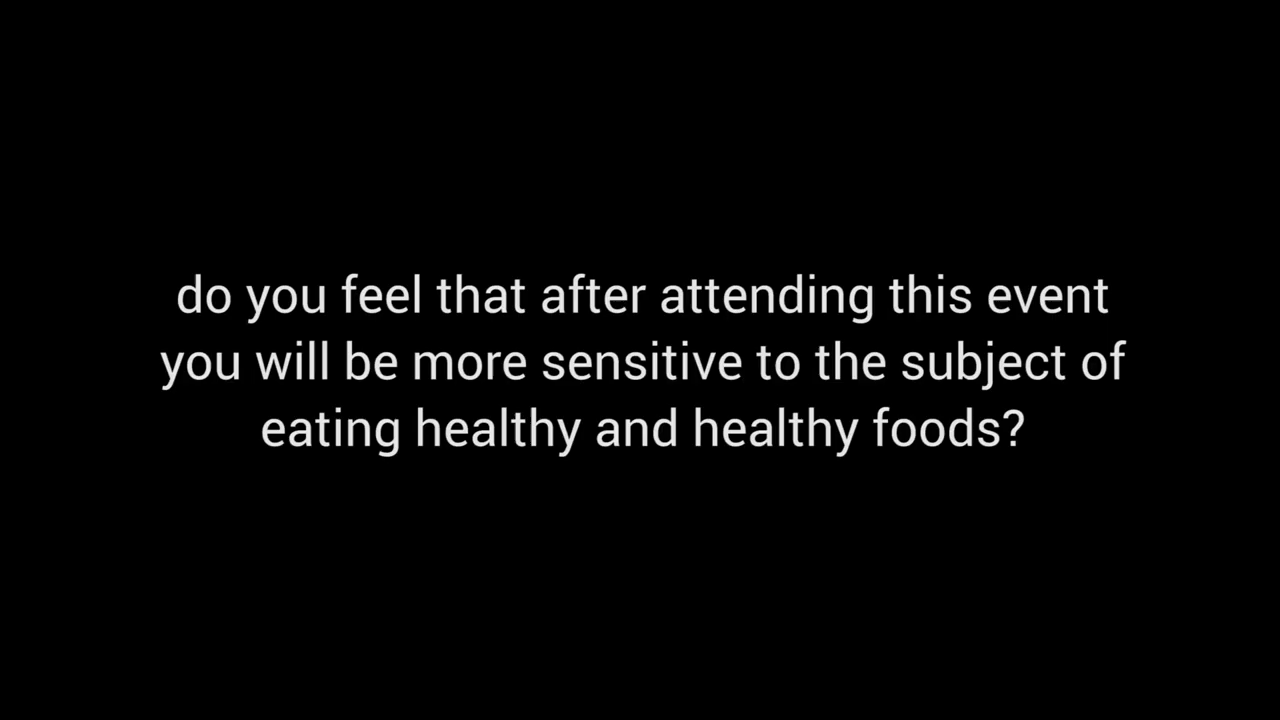 do you feel that after attending this event
you will be more sensitive to the subject of
eating healthy and healthy foods?